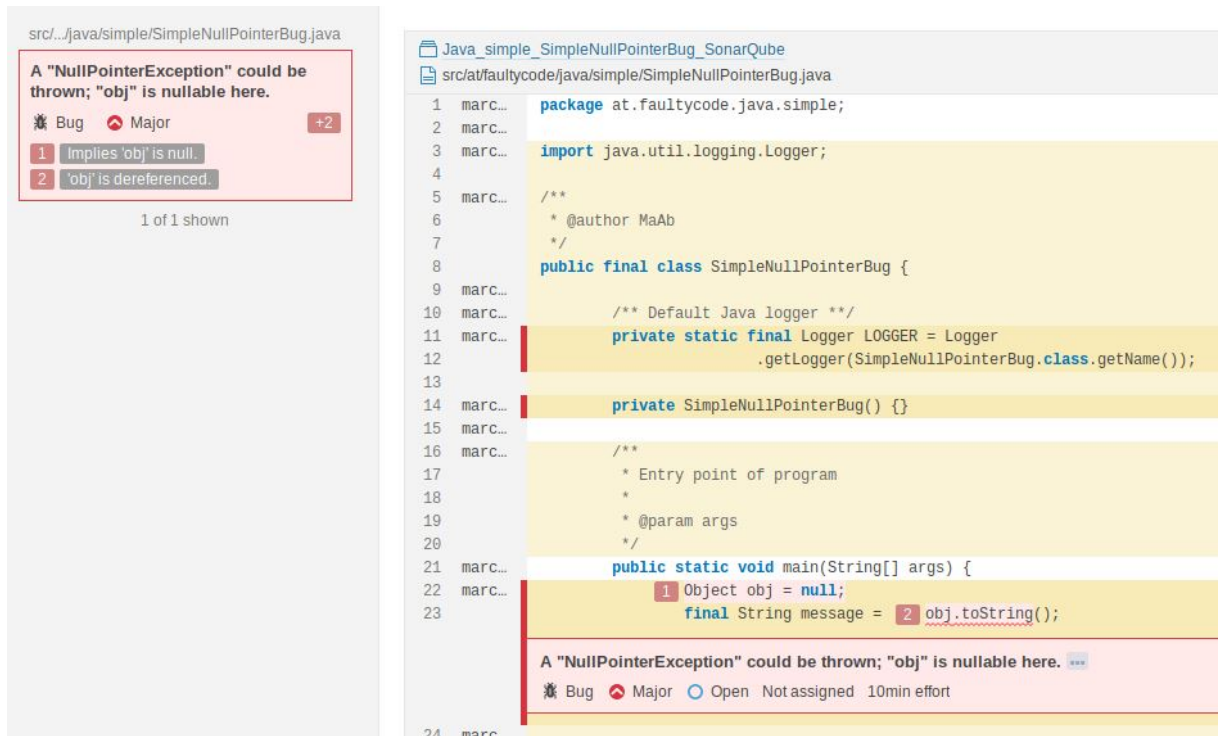 src/.../java/simple/SimpleNullPointerBug.java
A "NullPointerException" could be
thrown; "obj" is nullable here.
Bug Major +2
1 Implies 'obj' is null.
2 'obj' is dereferenced.
1 of 1 shown
Java_simple_SimpleNullPointerBug_SonarQube
src/at/faultycode/java/simple/SimpleNullPointerBug.java
1 marc… package at.faultycode.java.simple;
2 marc…
3 marc… import java.util.logging.Logger;
4
5 marc… /**
6 * @author MaAb
7 */
8 public final class SimpleNullPointerBug {
9 marc…
10 marc… /** Default Java logger **/
11 marc… private static final Logger LOGGER = Logger
12 .getLogger(SimpleNullPointerBug.class.getName());
13
14 marc… private SimpleNullPointerBug() {}
15 marc…
16 marc… /**
17 * Entry point of program
18 *
19 * @param args
20 */
21 marc… public static void main(String[] args) {
22 marc… 1 Object obj = null;
23 final String message = 2 obj.toString();
A "NullPointerException" could be thrown; "obj" is nullable here. ...
Bug Major Open Not assigned 10min effort
24 marc